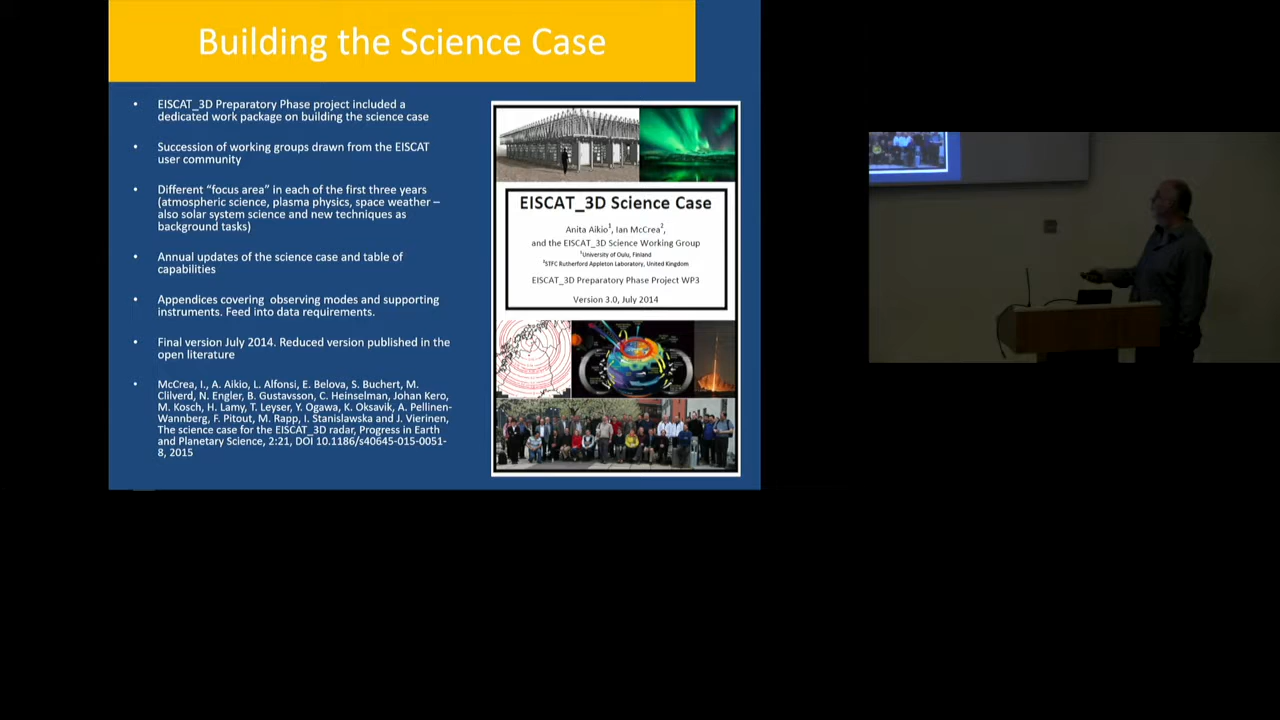 Building the Science Case
• EISCAT_3D Preparatory Phase project included a
dedicated work package on building the science case
• Succession of working groups drawn from the EISCAT
user community
• Different “focus area” in each of the first three years
(atmospheric science, plasma physics, space weather –
also solar system science and new techniques as
background tasks)
• Annual updates of the science case and table of
capabilities
• Appendices covering observing modes and supporting
instruments. Feed into data requirements.
• Final version July 2014. Reduced version published in the
open literature
• McCrea, I., A. Aikio, L. Alfonsi, E. Belova, S. Buchert, M.
Clilverd, N. Engler, B. Gustavsson, C. Heinselman, Johan Kero,
M. Kosch, H. Lamy, T. Leyser, Y. Ogawa, K. Oksavik, A. Pellinen-
Wannberg, F. Pitout, M. Rapp, I. Stanislawska and J. Vierinen,
The science case for the EISCAT_3D radar, Progress in Earth
and Planetary Science, 2:21, DOI 10.1186/s40645-015-0051-
8, 2015
EISCAT_3D Science Case
Anita Aikio¹, Ian McCrea²,
and the EISCAT_3D Science Working Group
¹University of Oulu, Finland
²STFC Rutherford Appleton Laboratory, United Kingdom
EISCAT_3D Preparatory Phase Project WP3
Version 3.0, July 2014